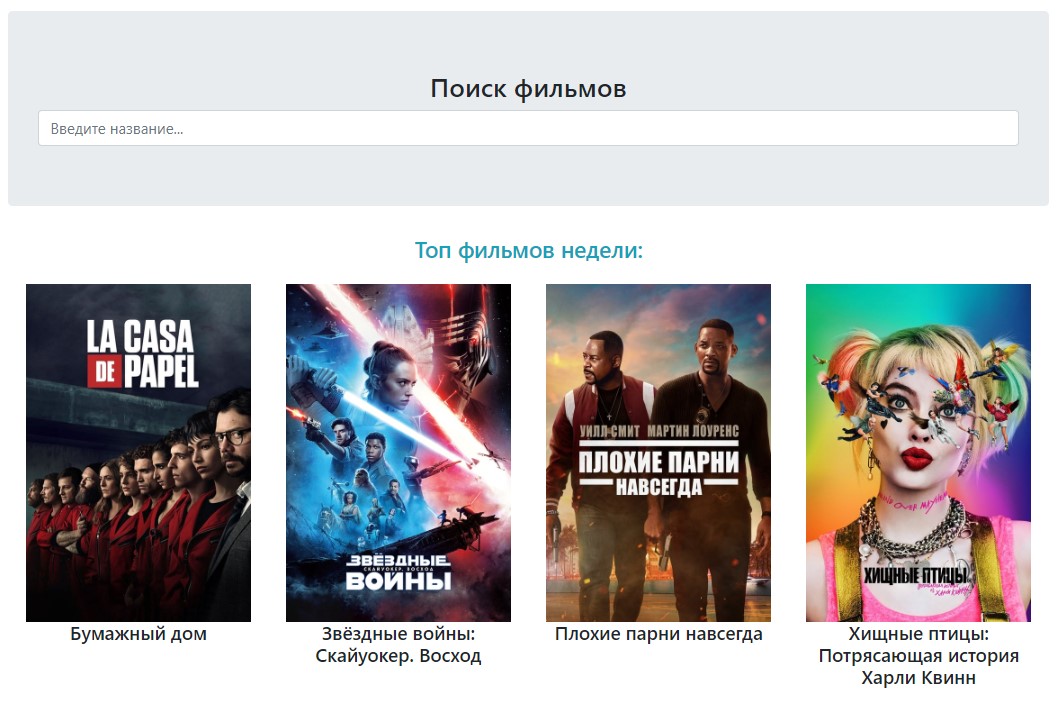 Поиск фильмов
Введите название...
Топ фильмов недели:
LA CASA
DE PAPEL
ЗВЁЗДНЫЕ
СКАЙУОКЕР. ВОСХОД
ВОЙНЫ
УИЛЛ СМИТ МАРТИН ЛОУРЕНС
ПЛОХИЕ ПАРНИ
НАВСЕГДА
ХИЩНЫЕ ПТИЦЫ
Бумажный дом
Звёздные войны:
Скайуокер. Восход
Плохие парни навсегда
Хищные птицы:
Потрясающая история
Харли Квинн